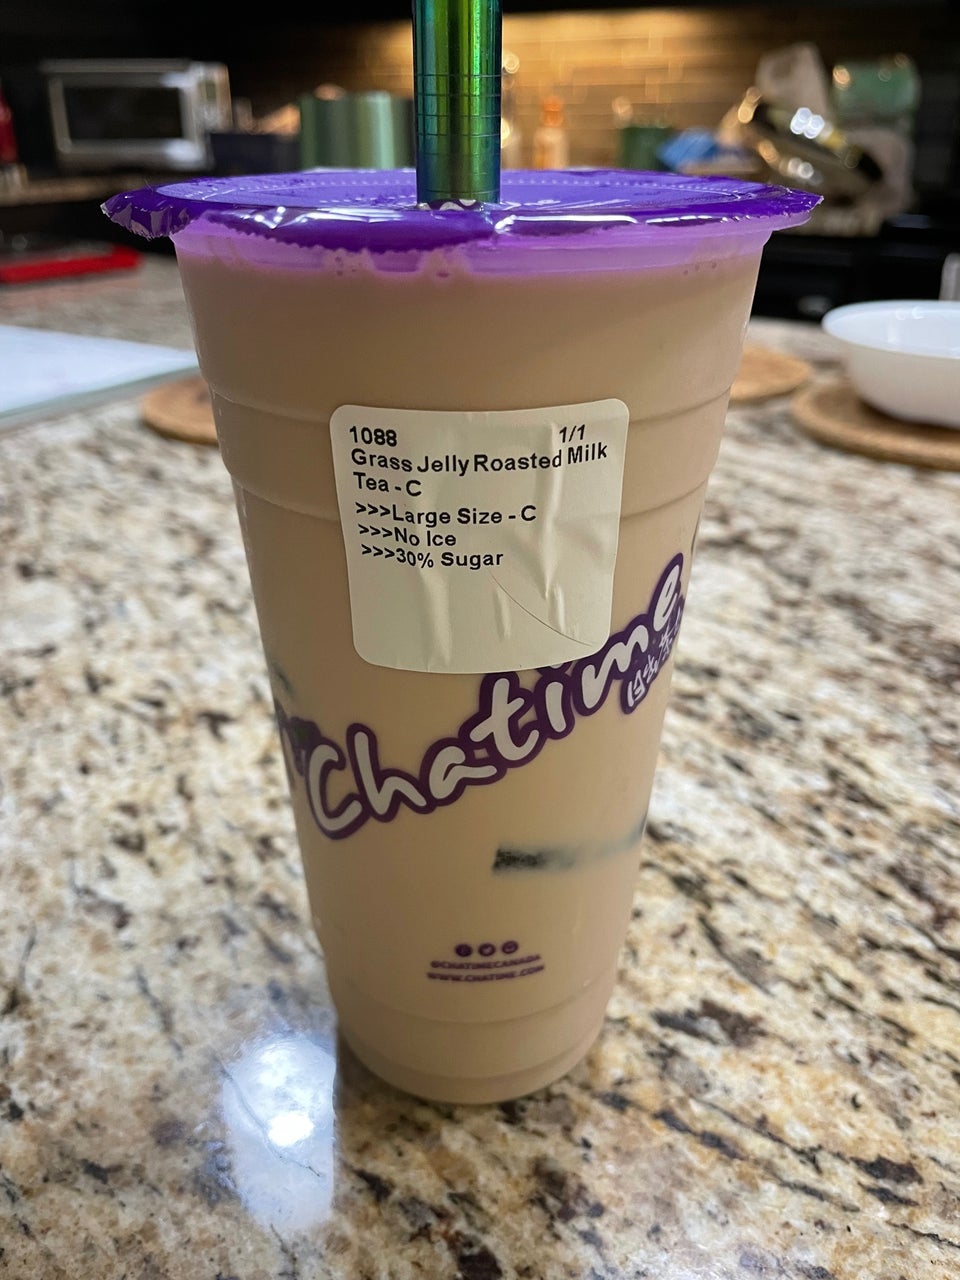 1088 1/1
Grass Jelly Roasted Milk
Tea - C
>>>Large Size - C
>>>No Ice
>>>30% Sugar
Chatime
@CHATIMECANADA
WWW.CHATIME.COM